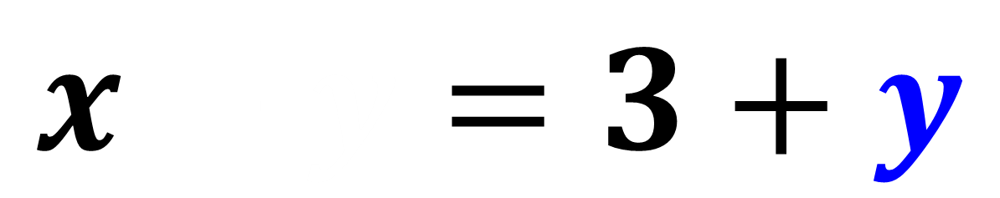 x = 3 + y